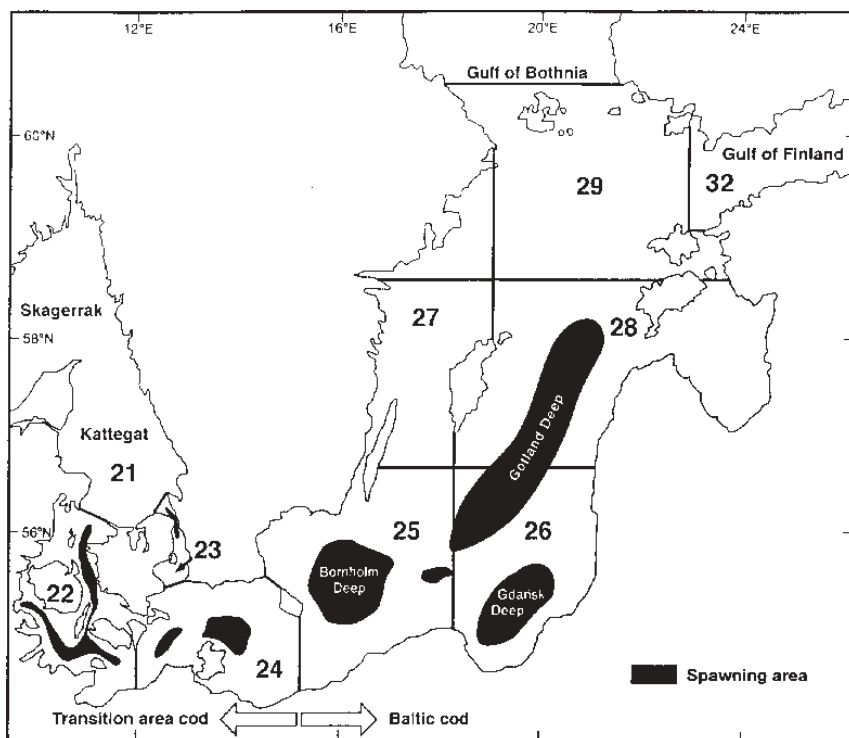 12°E
16°E
20°E
24°E
Gulf of Bothnia
60°N
Gulf of Finland
29
32
Skagerrak
27
28
58°N
Gotland Deep
Kattegat
21
56°N
25
26
23
Bornholm
Deep
22
Gdańsk
Deep
24
Spawning area
Transition area cod
Baltic cod